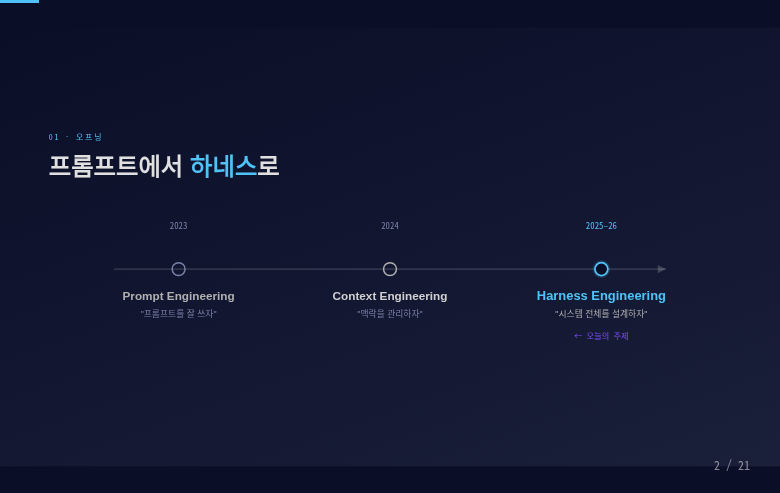 01 · 오프닝
프롬프트에서 하네스로
2023
2024
2025–26
Prompt Engineering
Context Engineering
Harness Engineering
"프롬프트를 잘 쓰자"
"맥락을 관리하자"
"시스템 전체를 설계하자"
← 오늘의 주제
2 / 21